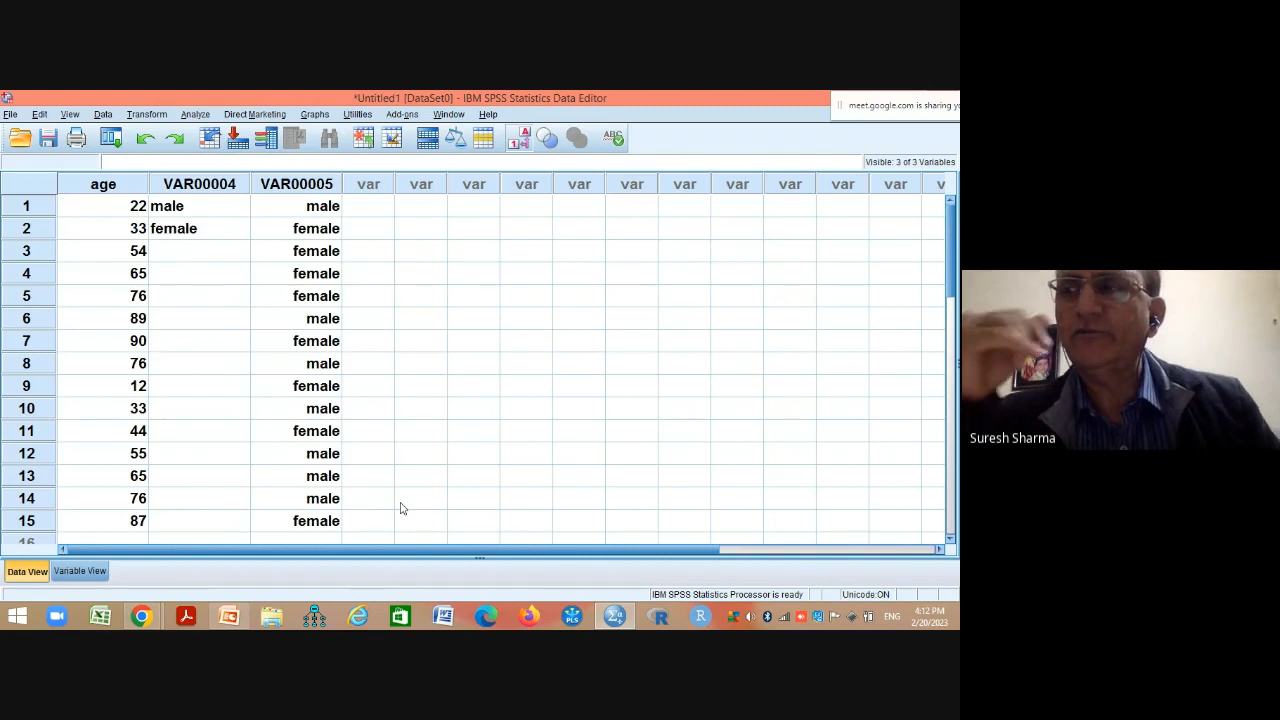 *Untitled1 [DataSet0] - IBM SPSS Statistics Data Editor
meet.google.com is sharing yo
File Edit View Data Transform Analyze Direct Marketing Graphs Utilities Add-ons Window Help
Visible: 3 of 3 Variables
age VAR00004 VAR00005 var var var var var var var var var var var v
1 22 male male
2 33 female female
3 54 female
4 65 female
5 76 female
6 89 male
7 90 female
8 76 male
9 12 female
10 33 male
11 44 female
12 55 male
13 65 male
14 76 male
15 87 female
16
Data View Variable View
IBM SPSS Statistics Processor is ready Unicode:ON
PLS R R ENG 4:12 PM
2/20/2023
Suresh Sharma